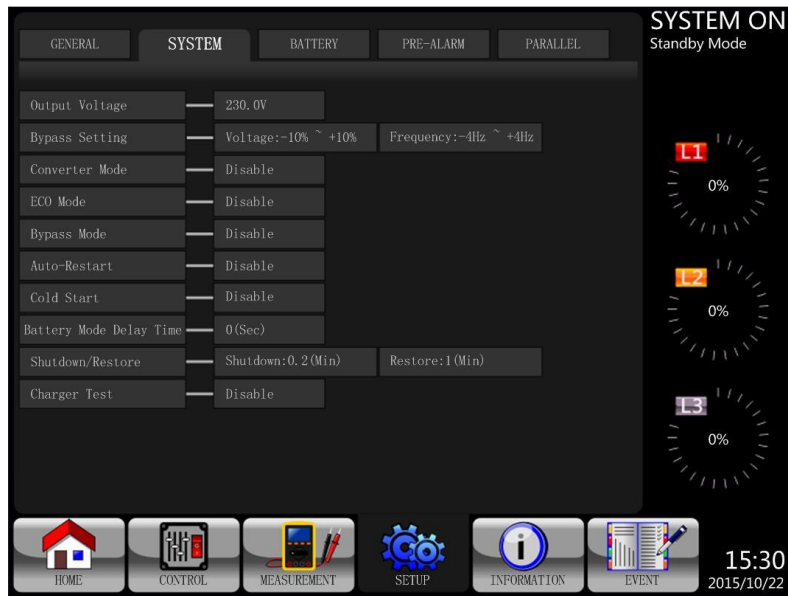 SYSTEM ON
Standby Mode
GENERAL SYSTEM BATTERY PRE-ALARM PARALLEL
Output Voltage 230.0V
Bypass Setting Voltage:-10% ~ +10% Frequency:-4Hz ~ +4Hz
Converter Mode Disable
ECO Mode Disable
Bypass Mode Disable
Auto-Restart Disable
Cold Start Disable
Battery Mode Delay Time 0(Sec)
Shutdown/Restore Shutdown:0.2(Min) Restore:1(Min)
Charger Test Disable
L1
0%
L2
0%
L3
0%
HOME CONTROL MEASUREMENT SETUP INFORMATION EVENT
15:30
2015/10/22